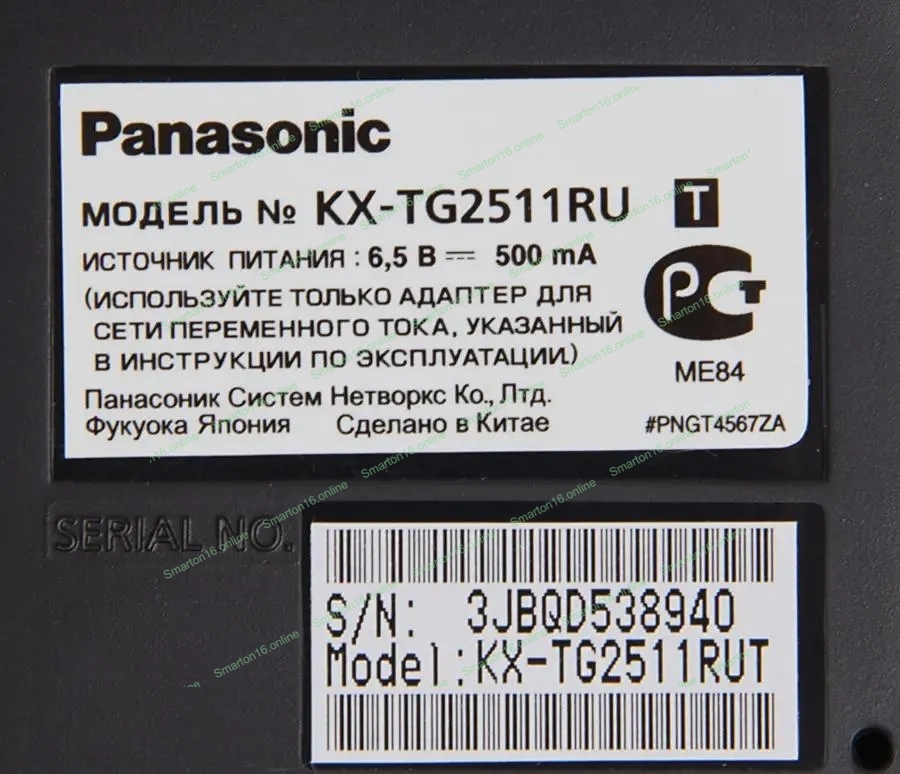 Panasonic
МОДЕЛЬ № KX-TG2511RU T
ИСТОЧНИК ПИТАНИЯ : 6,5 В ⎓ 500 mA
(ИСПОЛЬЗУЙТЕ ТОЛЬКО АДАПТЕР ДЛЯ
СЕТИ ПЕРЕМЕННОГО ТОКА, УКАЗАННЫЙ
В ИНСТРУКЦИИ ПО ЭКСПЛУАТАЦИИ.)
РСТ
ME84
Панасоник Систем Нетворкс Ко., Лтд.
Фукуока Япония Сделано в Китае
#PNGT4567ZA
SERIAL NO.
S/N: 3JBQD538940
Model:KX-TG2511RUT
Smarton16.online